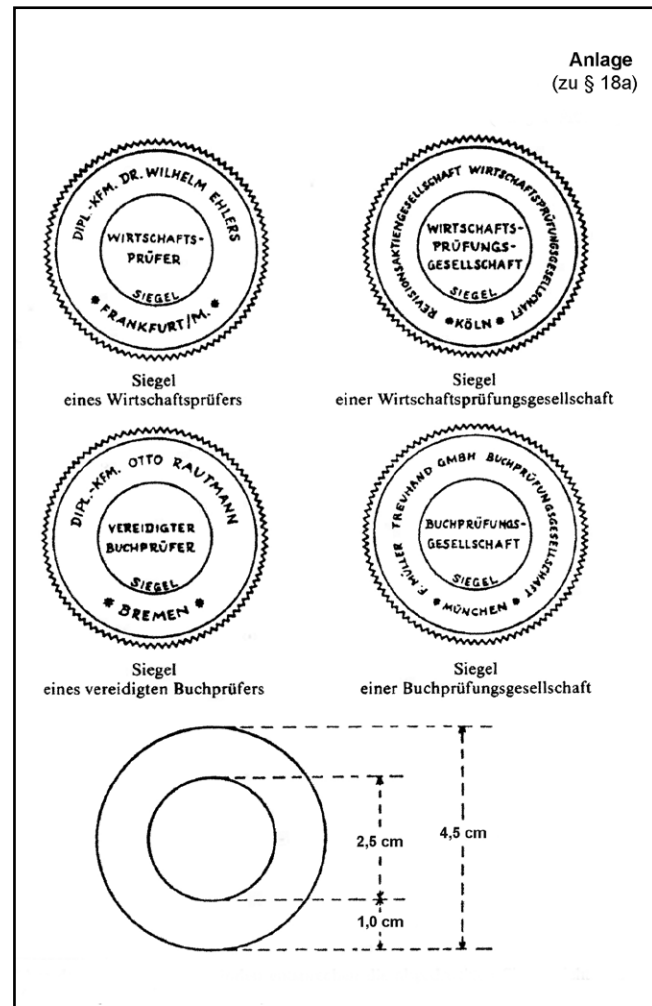 Anlage
(zu § 18a)
DIPL.-KFM. DR. WILHELM EHLERS
WIRTSCHAFTS-
PRÜFER
SIEGEL
* FRANKFURT/M. *
Siegel
eines Wirtschaftsprüfers
REVISIONSAKTIENGESELLSCHAFT WIRTSCHAFTSPRÜFUNGSGESELLSCHAFT
WIRTSCHAFTS-
PRÜFUNGS-
GESELLSCHAFT
SIEGEL
* KÖLN *
Siegel
einer Wirtschaftsprüfungsgesellschaft
DIPL.-KFM. OTTO RAUTMANN
VEREIDIGTER
BUCHPRÜFER
SIEGEL
* BREMEN *
Siegel
eines vereidigten Buchprüfers
F. MÜLLER TREUHAND GMBH BUCHPRÜFUNGSGESELLSCHAFT
BUCHPRÜFUNGS-
GESELLSCHAFT
SIEGEL
* MÜNCHEN *
Siegel
einer Buchprüfungsgesellschaft
2,5 cm
4,5 cm
1,0 cm